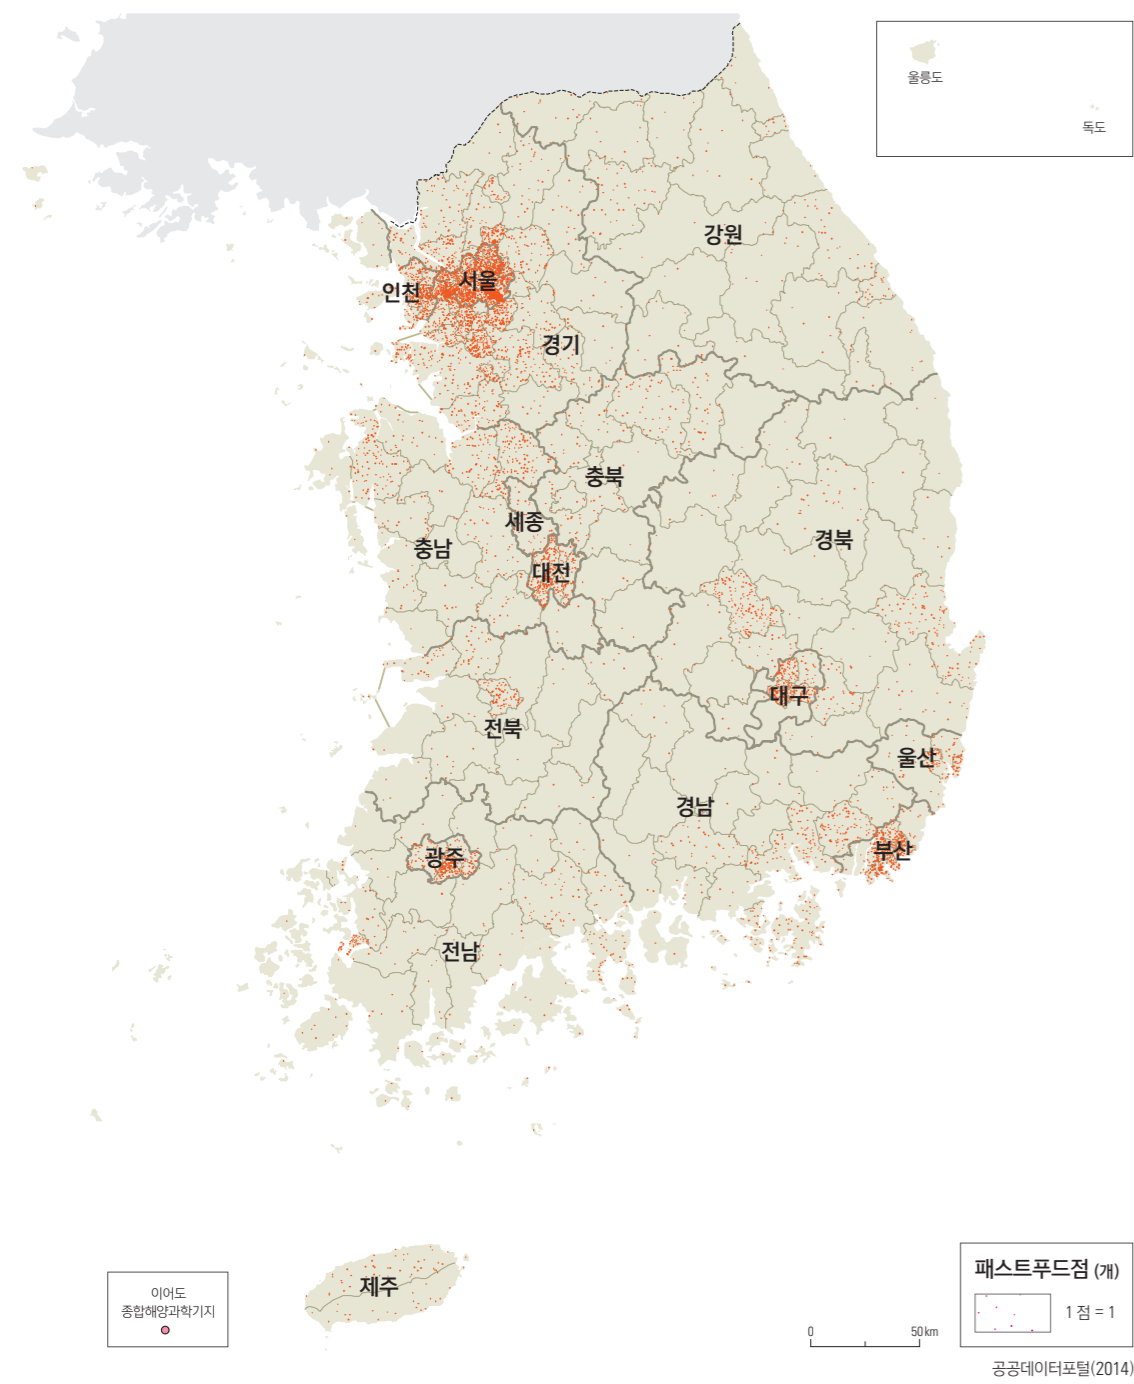 울릉도
독도
강원
서울
인천
경기
충북
세종
충남
경북
대전
대구
전북
울산
경남
부산
광주
전남
제주
이어도
종합해양과학기지
0 50km
패스트푸드점 (개)
1 점 = 1
공공데이터포털(2014)